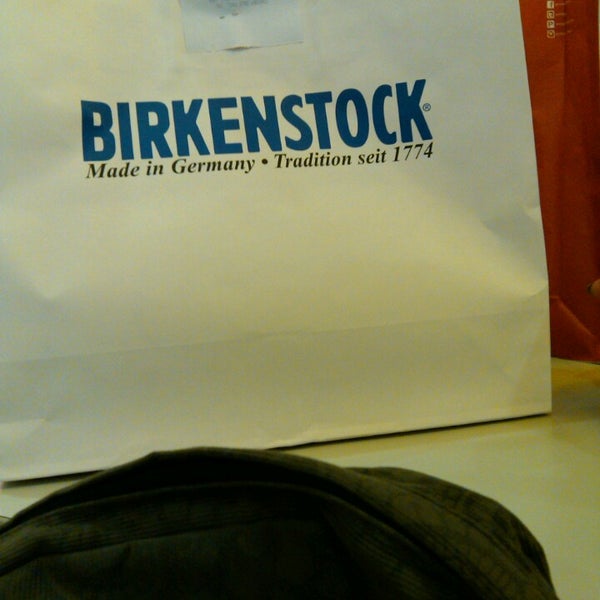 BIRKENSTOCK®
Made in Germany • Tradition seit 1774